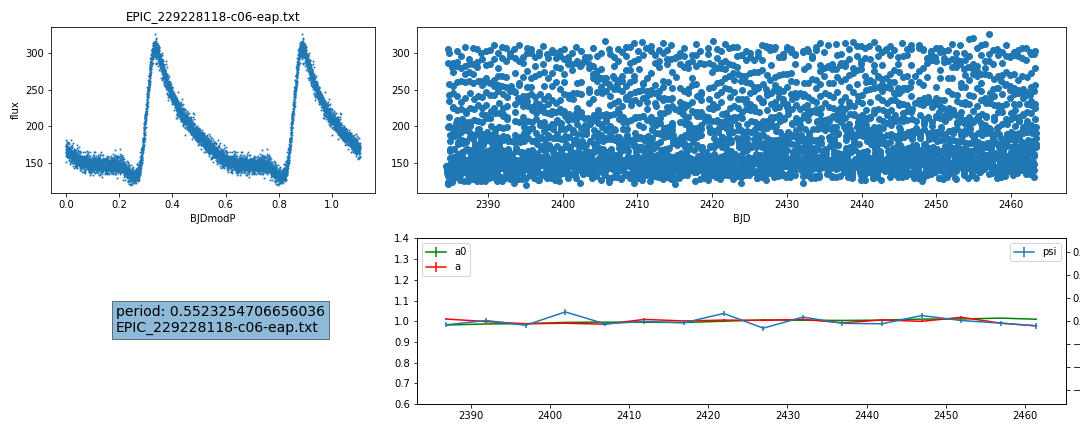 EPIC_229228118-c06-eap.txt
flux
300
250
200
150
0.0 0.2 0.4 0.6 0.8 1.0
BJDmodP
300
250
200
150
2390 2400 2410 2420 2430 2440 2450 2460
BJD
period: 0.5523254706656036
EPIC_229228118-c06-eap.txt
1.4
1.3
1.2
1.1
1.0
0.9
0.8
0.7
0.6
a0
a
psi
2390 2400 2410 2420 2430 2440 2450 2460